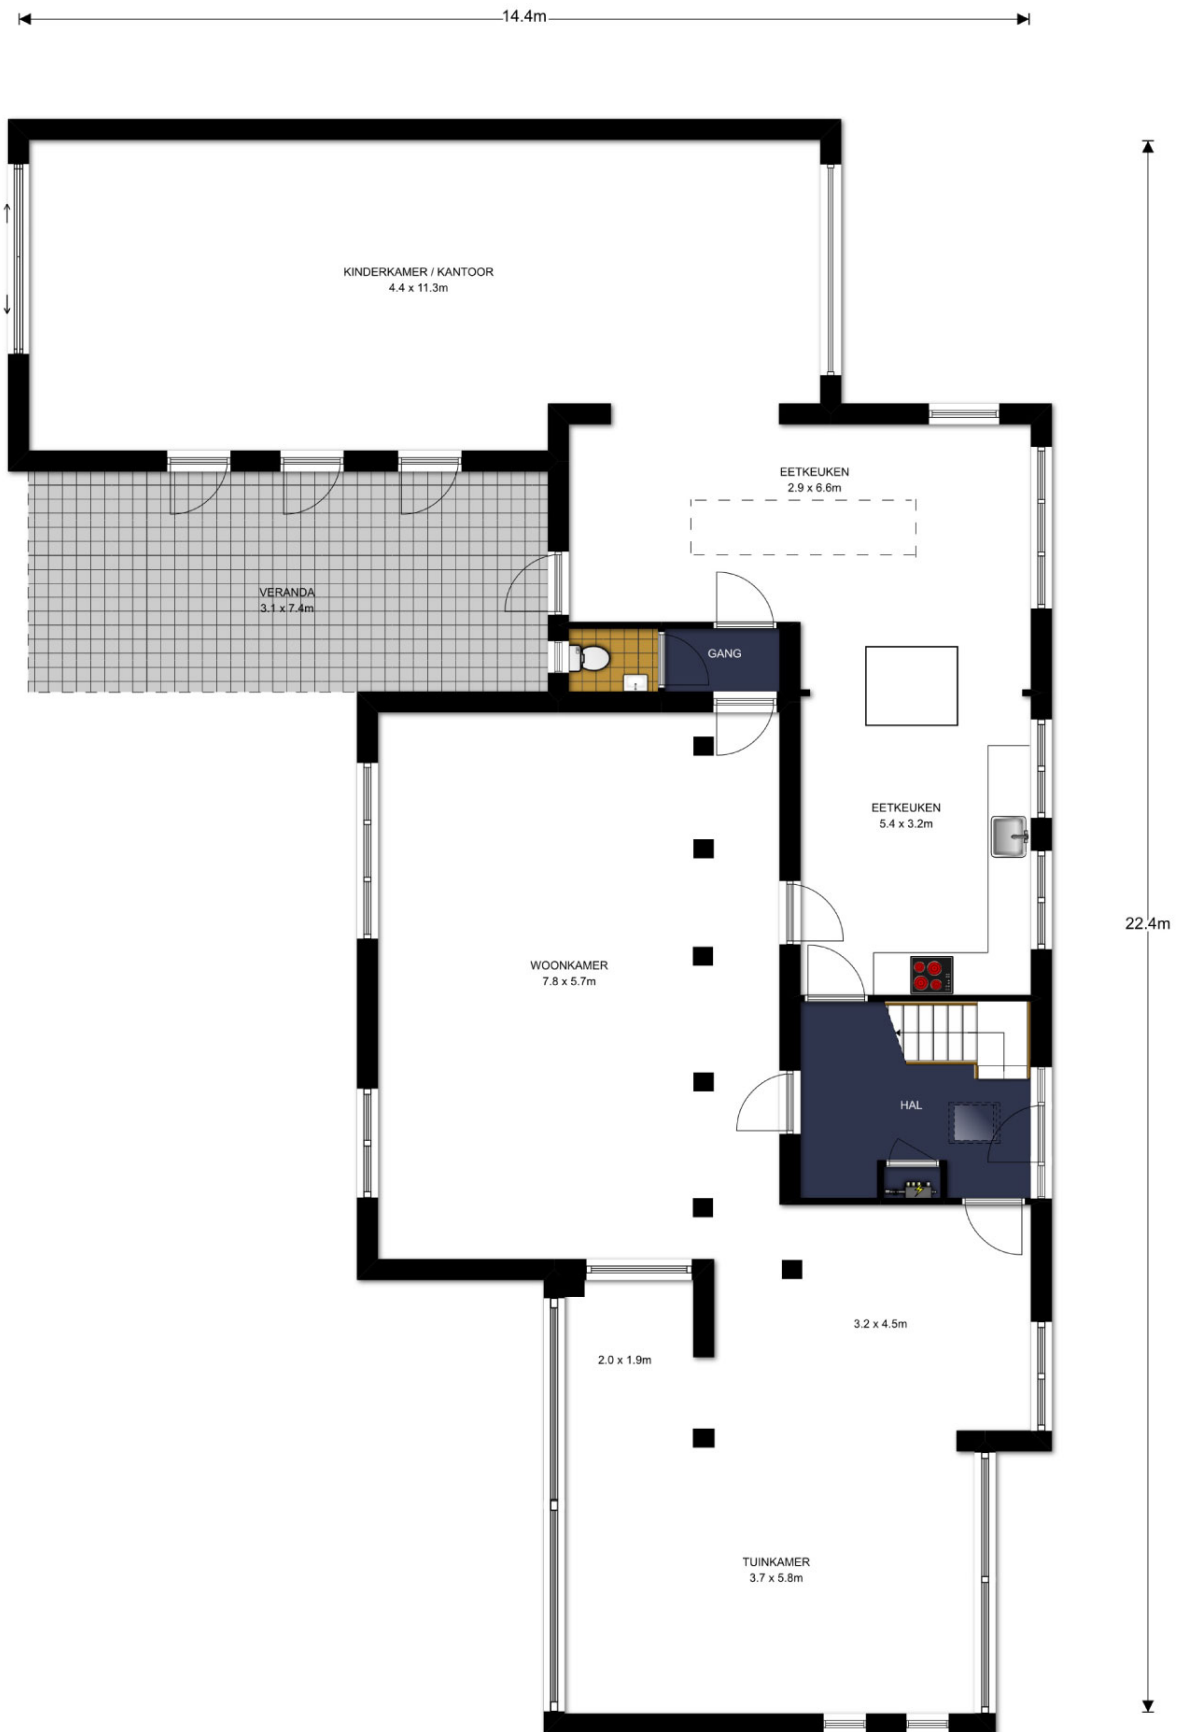 14.4m
KINDERKAMER / KANTOOR
4.4 x 11.3m
EETKEUKEN
2.9 x 6.6m
VERANDA
3.1 x 7.4m
GANG
EETKEUKEN
5.4 x 3.2m
22.4m
WOONKAMER
7.8 x 5.7m
HAL
3.2 x 4.5m
2.0 x 1.9m
TUINKAMER
3.7 x 5.8m